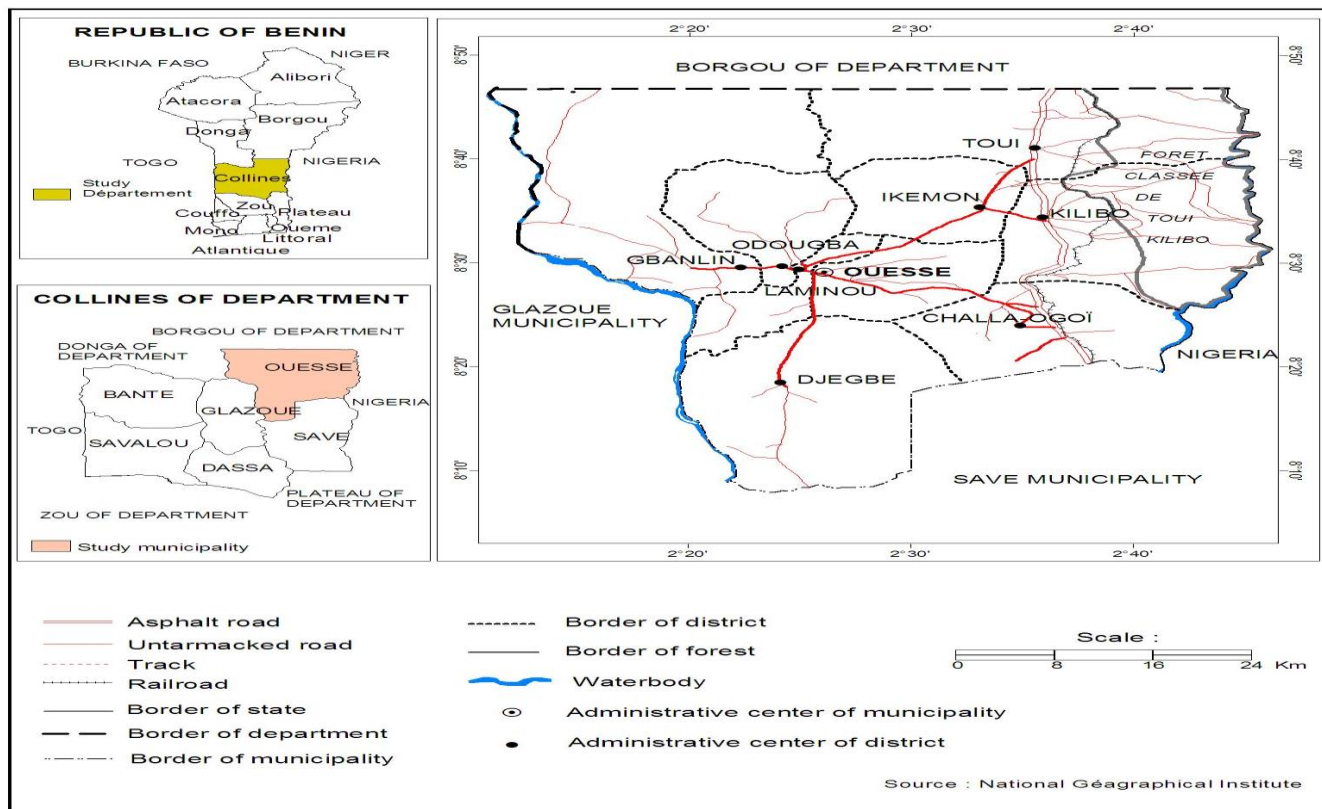 REPUBLIC OF BENIN
NIGER
BURKINA FASO
Alibori
Atacora
Borgou
Donga
TOGO
NIGERIA
Study
Département
Collines
Zou
Couffo
Plateau
Mono
Oueme
Littoral
Atlantique
COLLINES OF DEPARTMENT
BORGOU OF DEPARTMENT
DONGA OF
DEPARTMENT
OUESSE
BANTE
GLAZOUE
NIGERIA
TOGO
SAVALOU
SAVE
DASSA
PLATEAU OF
DEPARTMENT
ZOU OF DEPARTMENT
Study municipality
2°20'
2°30'
2°40'
8°50'
8°50'
BORGOU OF DEPARTMENT
TOUI
8°40'
8°40'
FORET
CLASSEE
DE
TOUI
KILIBO
IKEMON
KILIBO
ODOUGBA
GBANLIN
OUESSE
8°30'
8°30'
LAMINOU
GLAZOUE
MUNICIPALITY
CHALLA-OGOÏ
NIGERIA
8°20'
8°20'
DJEGBE
8°10'
8°10'
SAVE MUNICIPALITY
2°20'
2°30'
2°40'
Asphalt road
Untarmacked road
Track
Railroad
Border of state
Border of department
Border of municipality
Border of district
Border of forest
Waterbody
Administrative center of municipality
Administrative center of district
Scale :
0 8 16 24 Km
Source : National Géagraphical Institute